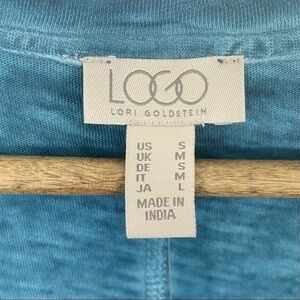 LOGO
LORI GOLDSTEIN
US S
UK M
DE S
IT M
JA L
MADE IN
INDIA